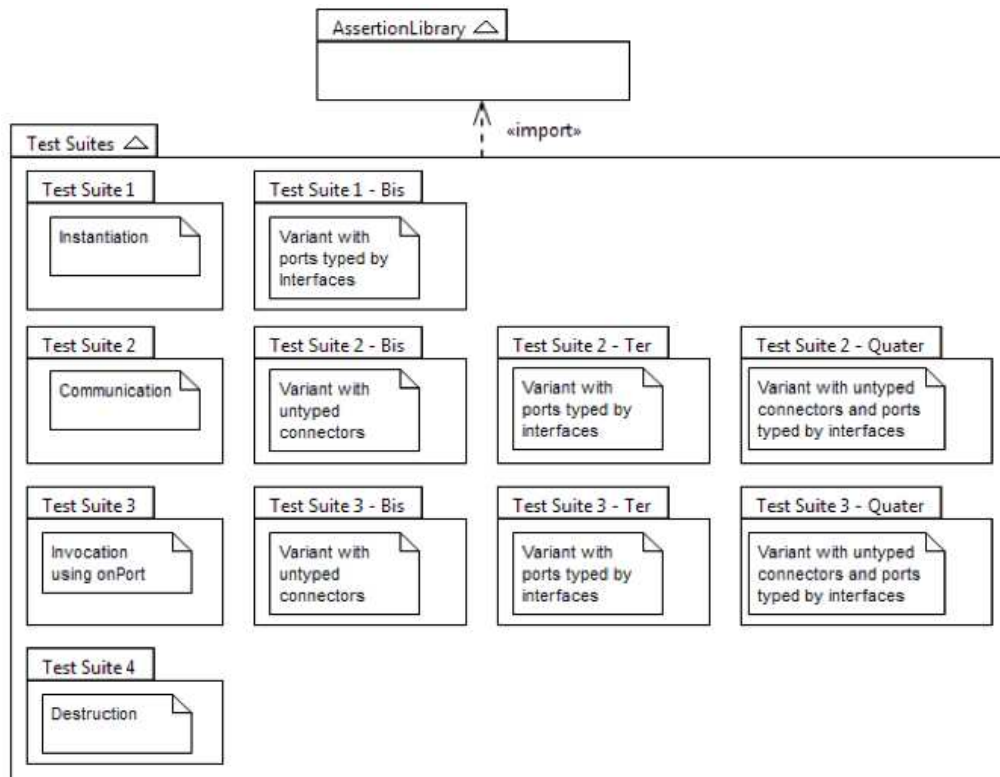 AssertionLibrary
«import»
Test Suites
Test Suite 1
Instantiation
Test Suite 1 - Bis
Variant with
ports typed by
Interfaces
Test Suite 2
Communication
Test Suite 2 - Bis
Variant with
untyped
connectors
Test Suite 2 - Ter
Variant with
ports typed by
interfaces
Test Suite 2 - Quater
Variant with untyped
connectors and ports
typed by interfaces
Test Suite 3
Invocation
using onPort
Test Suite 3 - Bis
Variant with
untyped
connectors
Test Suite 3 - Ter
Variant with
ports typed by
interfaces
Test Suite 3 - Quater
Variant with untyped
connectors and ports
typed by interfaces
Test Suite 4
Destruction